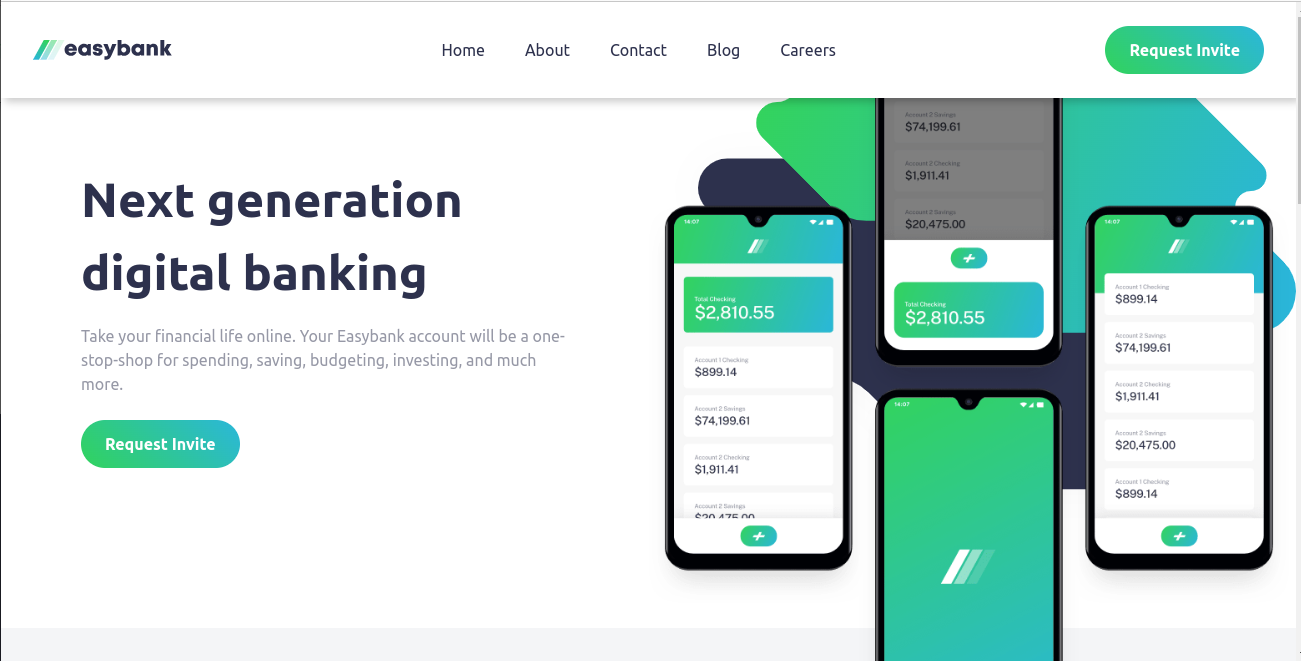 easybank
Home
About
Contact
Blog
Careers
Request Invite
Next generation
digital banking
Take your financial life online. Your Easybank account will be a one-
stop-shop for spending, saving, budgeting, investing, and much
more.
Request Invite
14:07
Total Checking
$2,810.55
Account 1 Checking
$899.14
Account 2 Savings
$74,199.61
Account 2 Checking
$1,911.41
Account 2 Savings
$20,475.00
Account 2 Savings
$74,199.61
Account 2 Checking
$1,911.41
Account 2 Savings
$20,475.00
Total Checking
$2,810.55
14:07
14:07
Account 1 Checking
$899.14
Account 2 Savings
$74,199.61
Account 2 Checking
$1,911.41
Account 2 Savings
$20,475.00
Account 1 Checking
$899.14